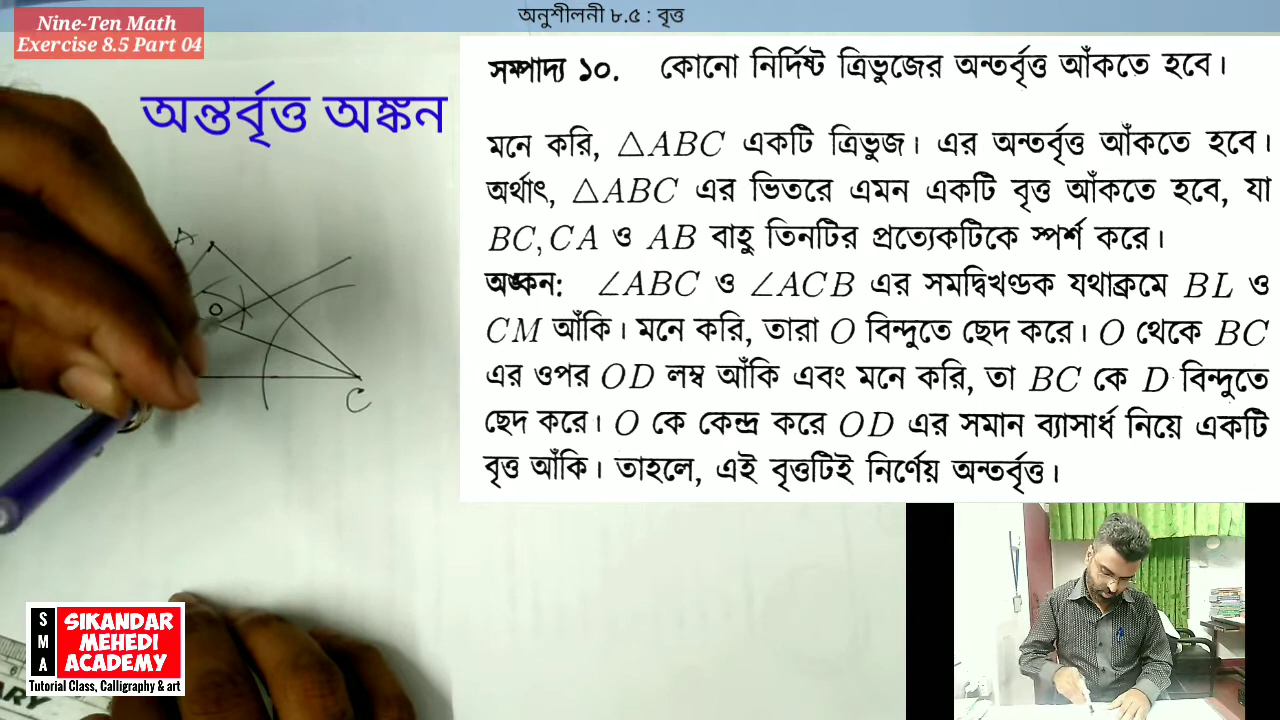 অনুশীলনী ৮.৫ : বৃত্ত
Nine-Ten Math
Exercise 8.5 Part 04
অন্তর্বৃত্ত অঙ্কন
সম্পাদ্য ১০. কোনো নির্দিষ্ট ত্রিভুজের অন্তর্বৃত্ত আঁকতে হবে।
মনে করি, △ABC একটি ত্রিভুজ। এর অন্তর্বৃত্ত আঁকতে হবে।
অর্থাৎ, △ABC এর ভিতরে এমন একটি বৃত্ত আঁকতে হবে, যা
BC, CA ও AB বাহু তিনটির প্রত্যেকটিকে স্পর্শ করে।
অঙ্কন: ∠ABC ও ∠ACB এর সমদ্বিখণ্ডক যথাক্রমে BL ও
CM আঁকি। মনে করি, তারা O বিন্দুতে ছেদ করে। O থেকে BC
এর ওপর OD লম্ব আঁকি এবং মনে করি, তা BC কে D বিন্দুতে
ছেদ করে। O কে কেন্দ্র করে OD এর সমান ব্যাসার্ধ নিয়ে একটি
বৃত্ত আঁকি। তাহলে, এই বৃত্তটিই নির্ণেয় অন্তর্বৃত্ত।
A
O
C
SMA
SIKANDAR
MEHEDI
ACADEMY
Tutorial Class, Calligraphy & art